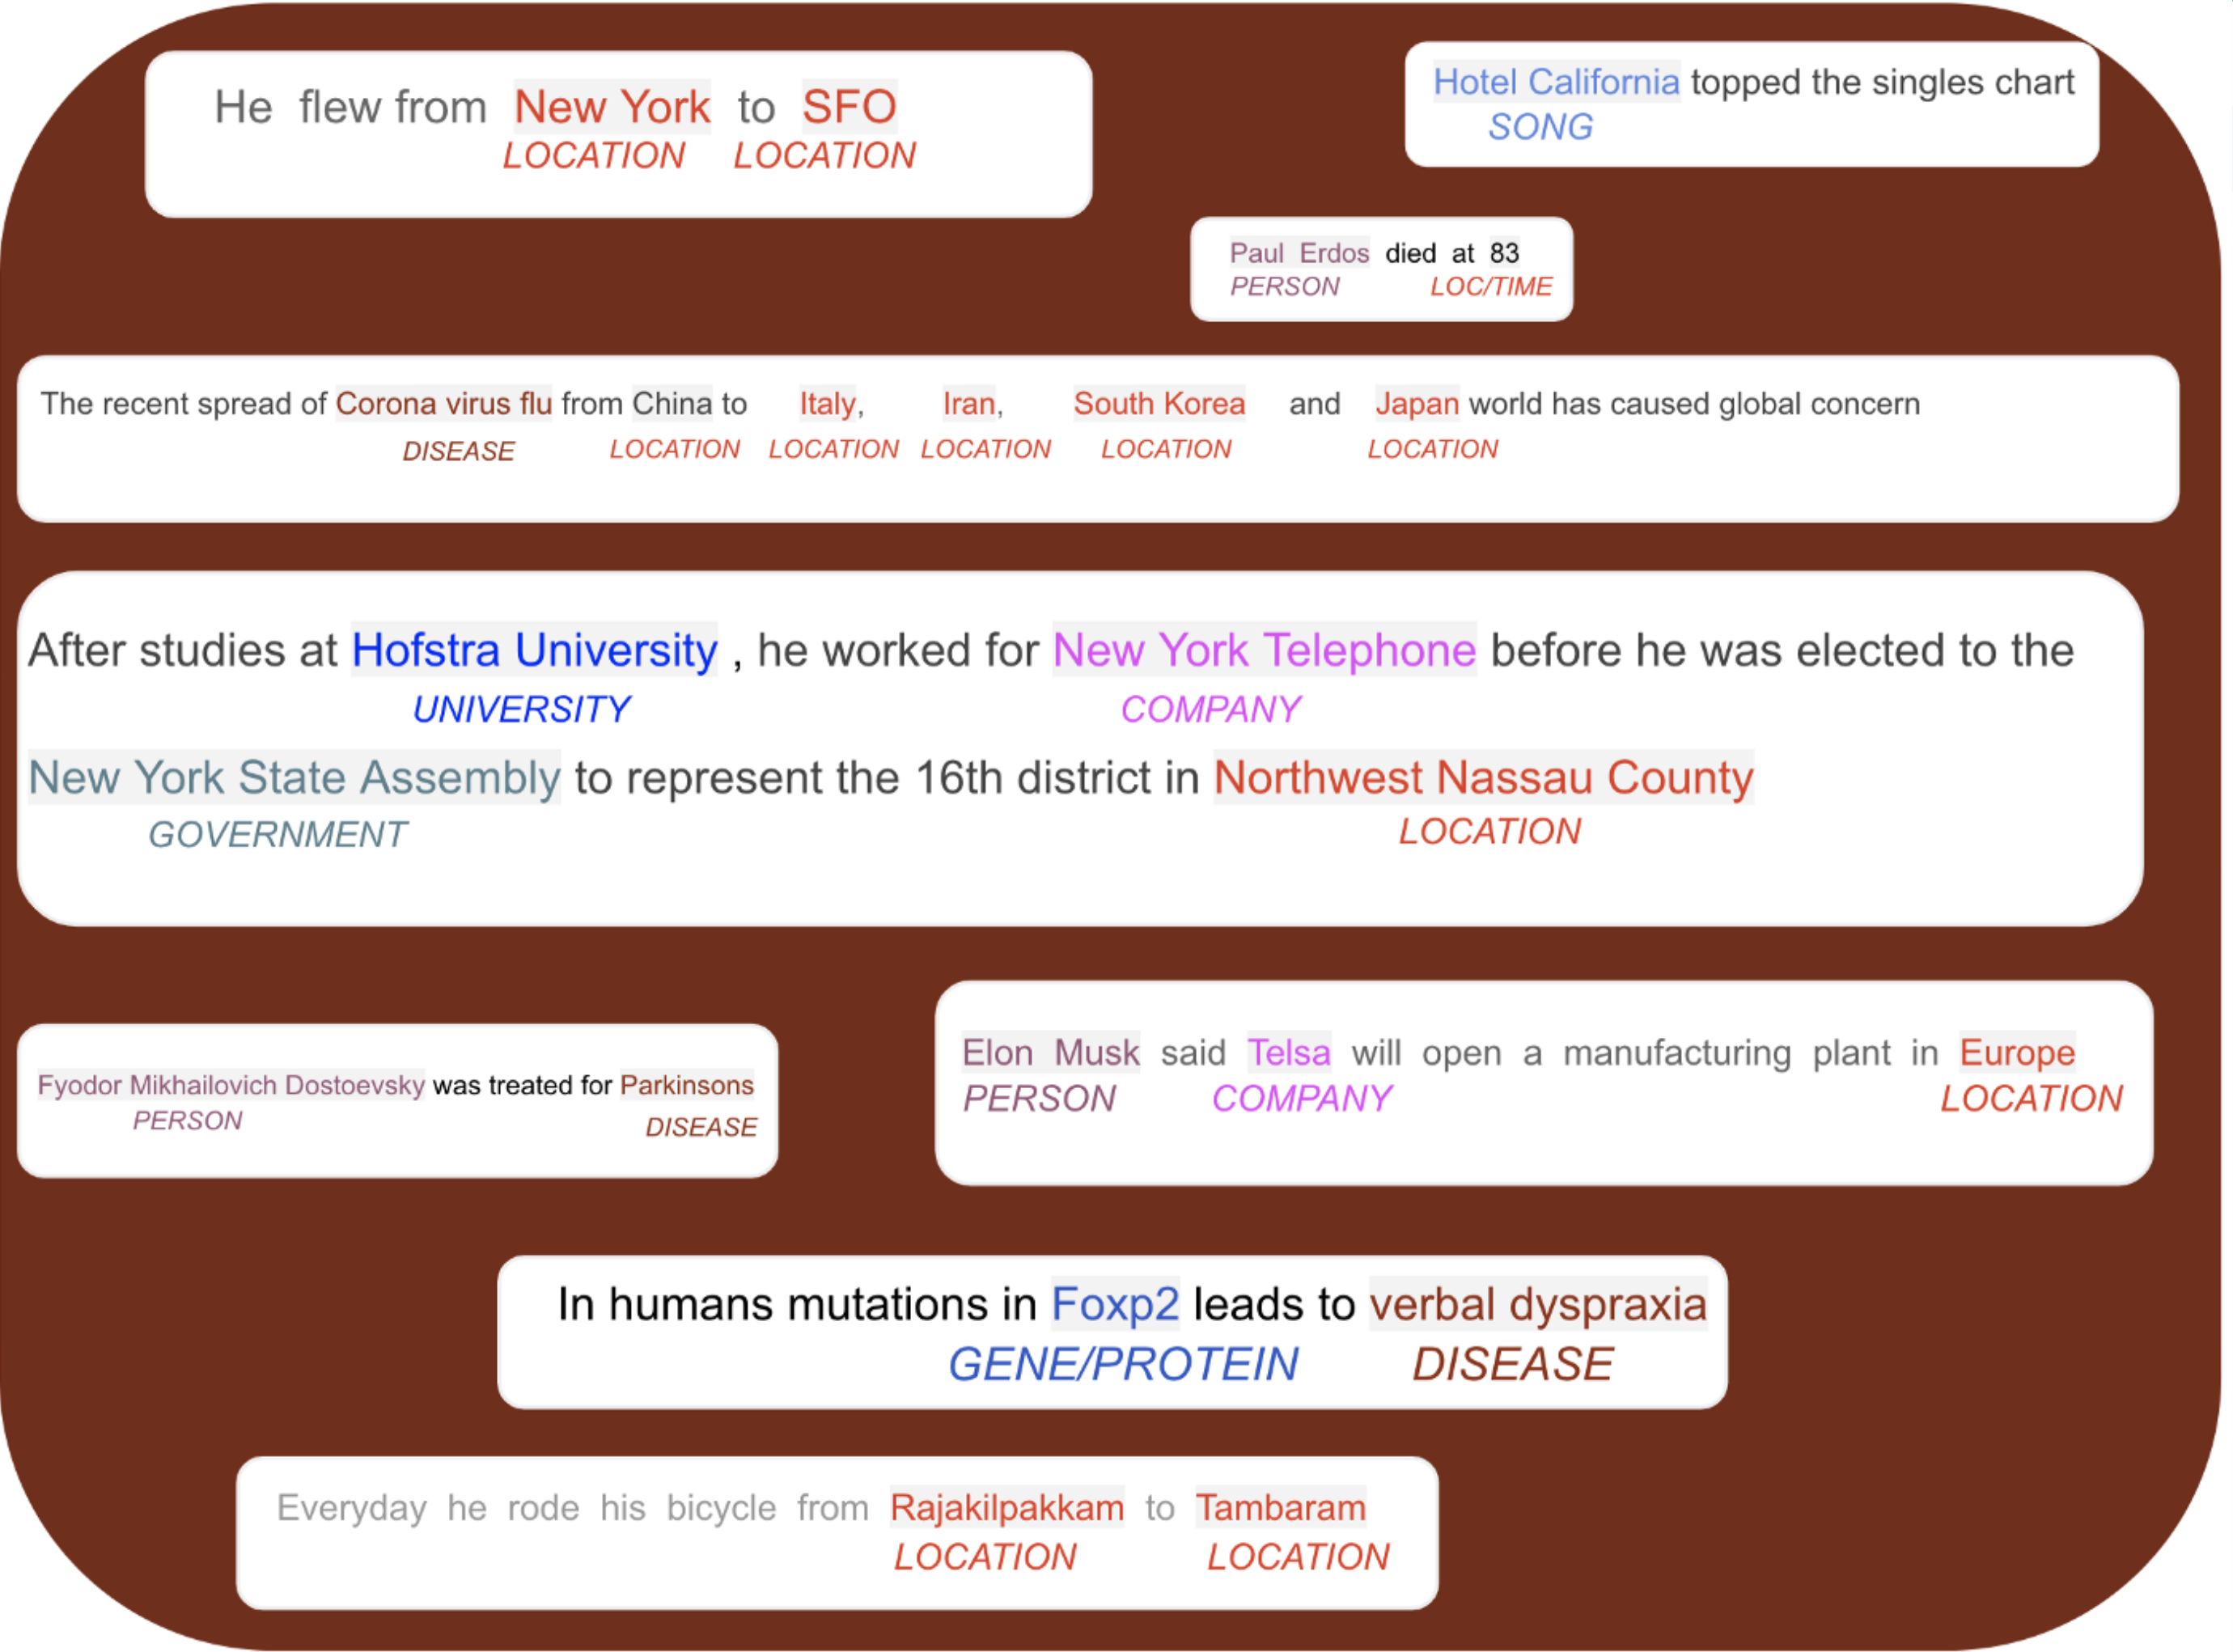 He flew from New York to SFO
LOCATION LOCATION
Hotel California topped the singles chart
SONG
Paul Erdos died at 83
PERSON LOC/TIME
The recent spread of Corona virus flu from China to Italy, Iran, South Korea and Japan world has caused global concern
DISEASE LOCATION LOCATION LOCATION LOCATION LOCATION
After studies at Hofstra University , he worked for New York Telephone before he was elected to the
UNIVERSITY COMPANY
New York State Assembly to represent the 16th district in Northwest Nassau County
GOVERNMENT LOCATION
Fyodor Mikhailovich Dostoevsky was treated for Parkinsons
PERSON DISEASE
Elon Musk said Telsa will open a manufacturing plant in Europe
PERSON COMPANY LOCATION
In humans mutations in Foxp2 leads to verbal dyspraxia
GENE/PROTEIN DISEASE
Everyday he rode his bicycle from Rajakilpakkam to Tambaram
LOCATION LOCATION